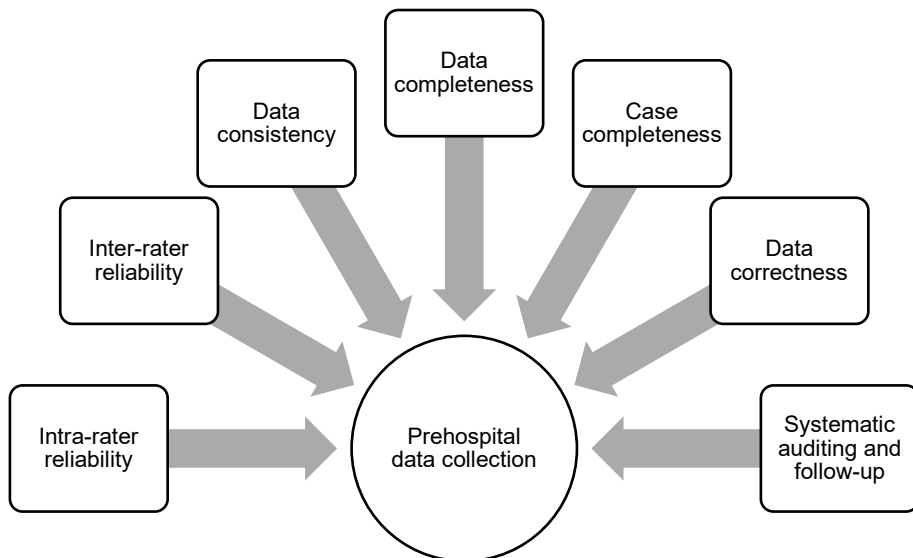 Data
completeness
Data
consistency
Case
completeness
Inter-rater
reliability
Data
correctness
Intra-rater
reliability
Prehospital
data collection
Systematic
auditing and
follow-up